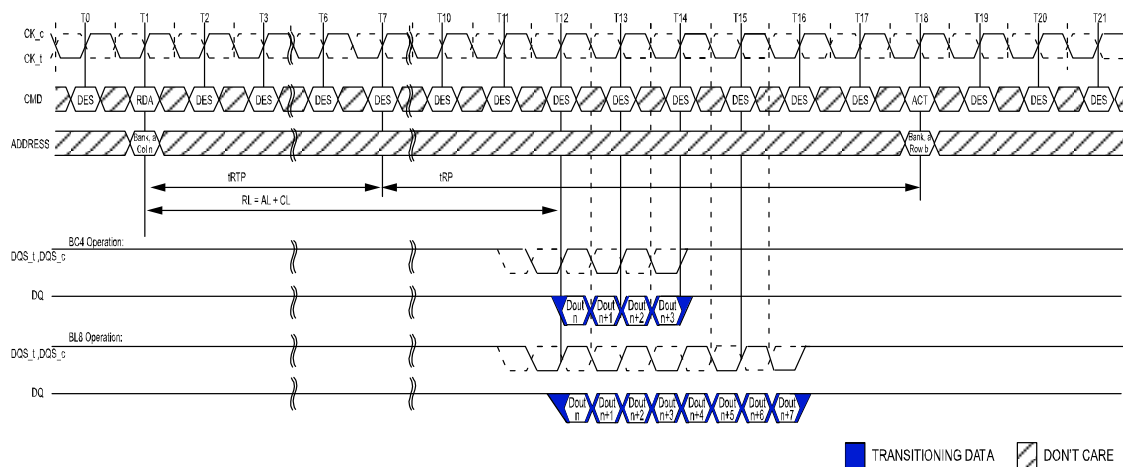 T0 T1 T2 T3 T6 T7 T10 T11 T12 T13 T14 T15 T16 T17 T18 T19 T20 T21
CK_c
CK_t
CMD DES RDA DES DES DES DES DES DES DES DES DES DES DES DES ACT DES DES DES
ADDRESS Bank, a Col n Bank, a Row b
tRTP tRP
RL = AL + CL
BC4 Operation:
DQS_t ,DQS_c
DQ Dout n Dout n+1 Dout n+2 Dout n+3
BL8 Operation:
DQS_t ,DQS_c
DQ Dout n Dout n+1 Dout n+2 Dout n+3 Dout n+4 Dout n+5 Dout n+6 Dout n+7
TRANSITIONING DATA DON'T CARE